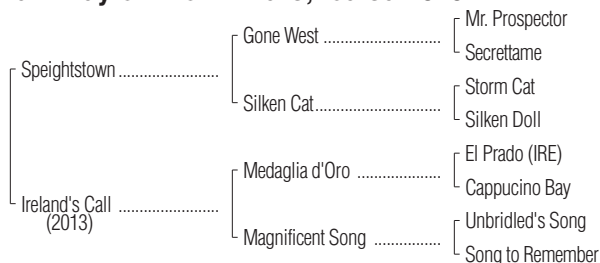 Gone West
Mr. Prospector
Secrettame
Speightstown
Silken Cat
Storm Cat
Silken Doll
Medaglia d'Oro
El Prado (IRE)
Cappucino Bay
Ireland's Call
(2013)
Magnificent Song
Unbridled's Song
Song to Remember